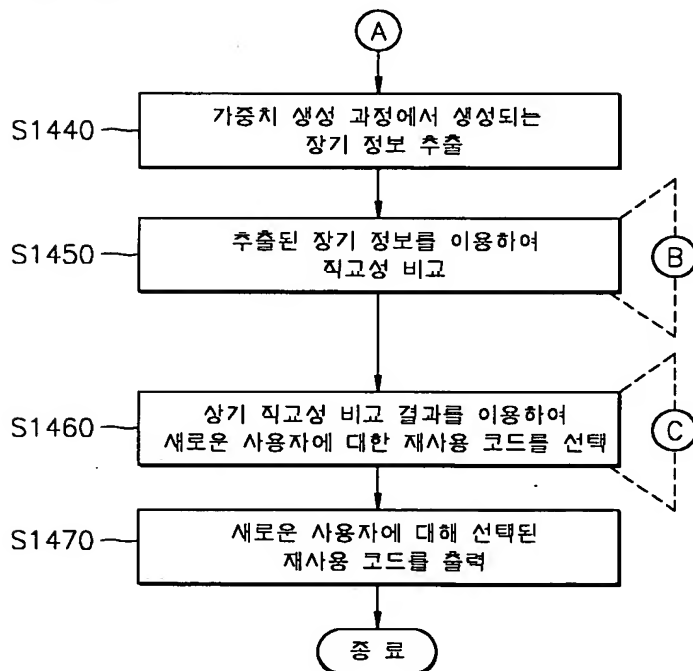 A
S1440
가중치 생성 과정에서 생성되는
장기 정보 추출
S1450
추출된 장기 정보를 이용하여
직교성 비교
B
S1460
상기 직교성 비교 결과를 이용하여
새로운 사용자에 대한 재사용 코드를 선택
C
S1470
새로운 사용자에 대해 선택된
재사용 코드를 출력
종 료